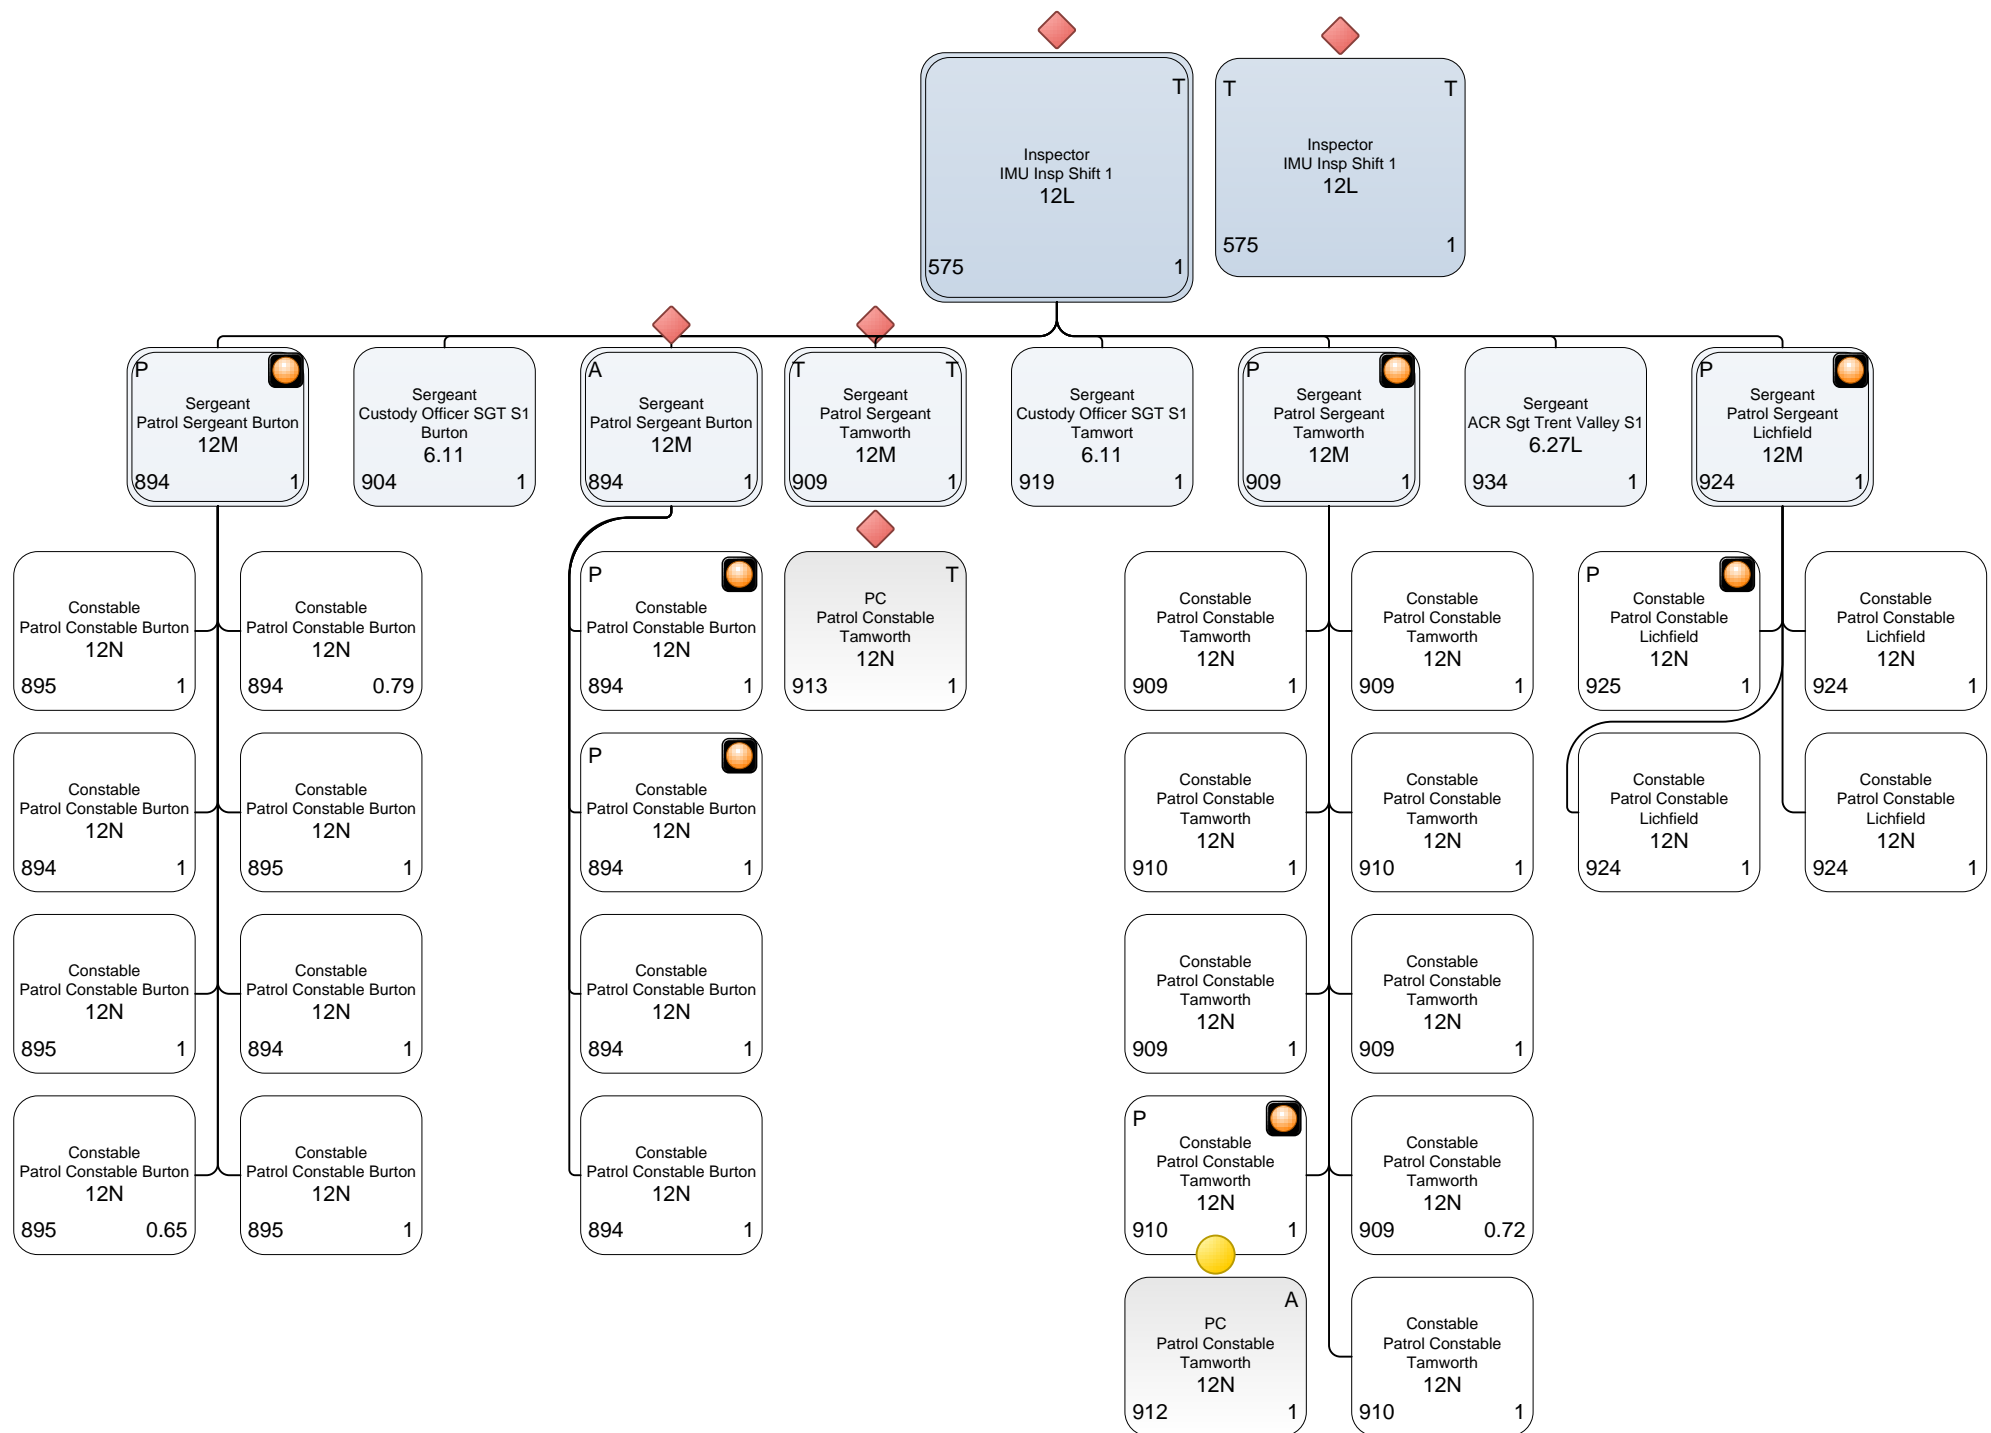 T
Inspector
IMU Insp Shift 1
12L
575 1
T T
Inspector
IMU Insp Shift 1
12L
575 1
P
Sergeant
Patrol Sergeant Burton
12M
894 1
Sergeant
Custody Officer SGT S1
Burton
6.11
904 1
A
Sergeant
Patrol Sergeant Burton
12M
894 1
T T
Sergeant
Patrol Sergeant
Tamworth
12M
909 1
Sergeant
Custody Officer SGT S1
Tamwort
6.11
919 1
P
Sergeant
Patrol Sergeant
Tamworth
12M
909 1
Sergeant
ACR Sgt Trent Valley S1
6.27L
934 1
P
Sergeant
Patrol Sergeant
Lichfield
12M
924 1
Constable
Patrol Constable Burton
12N
895 1
Constable
Patrol Constable Burton
12N
894 0.79
P
Constable
Patrol Constable Burton
12N
894 1
T
PC
Patrol Constable
Tamworth
12N
913 1
Constable
Patrol Constable
Tamworth
12N
909 1
Constable
Patrol Constable
Tamworth
12N
909 1
P
Constable
Patrol Constable
Lichfield
12N
925 1
Constable
Patrol Constable
Lichfield
12N
924 1
Constable
Patrol Constable Burton
12N
894 1
Constable
Patrol Constable Burton
12N
895 1
P
Constable
Patrol Constable Burton
12N
894 1
Constable
Patrol Constable
Tamworth
12N
910 1
Constable
Patrol Constable
Tamworth
12N
910 1
Constable
Patrol Constable
Lichfield
12N
924 1
Constable
Patrol Constable
Lichfield
12N
924 1
Constable
Patrol Constable Burton
12N
895 1
Constable
Patrol Constable Burton
12N
894 1
Constable
Patrol Constable Burton
12N
894 1
Constable
Patrol Constable
Tamworth
12N
909 1
Constable
Patrol Constable
Tamworth
12N
909 1
Constable
Patrol Constable Burton
12N
895 0.65
Constable
Patrol Constable Burton
12N
895 1
Constable
Patrol Constable Burton
12N
894 1
P
Constable
Patrol Constable
Tamworth
12N
910 1
Constable
Patrol Constable
Tamworth
12N
909 0.72
A
PC
Patrol Constable
Tamworth
12N
912 1
Constable
Patrol Constable
Tamworth
12N
910 1